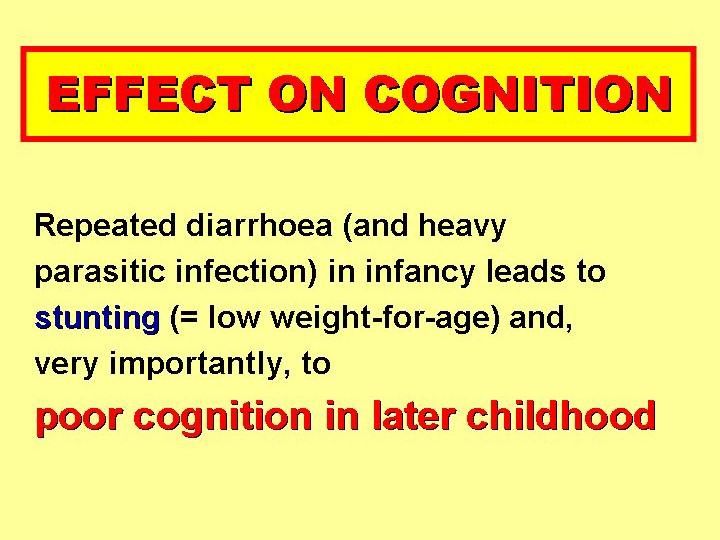 EFFECT ON COGNITION
Repeated diarrhoea (and heavy
parasitic infection) in infancy leads to
stunting (= low weight-for-age) and,
very importantly, to
poor cognition in later childhood